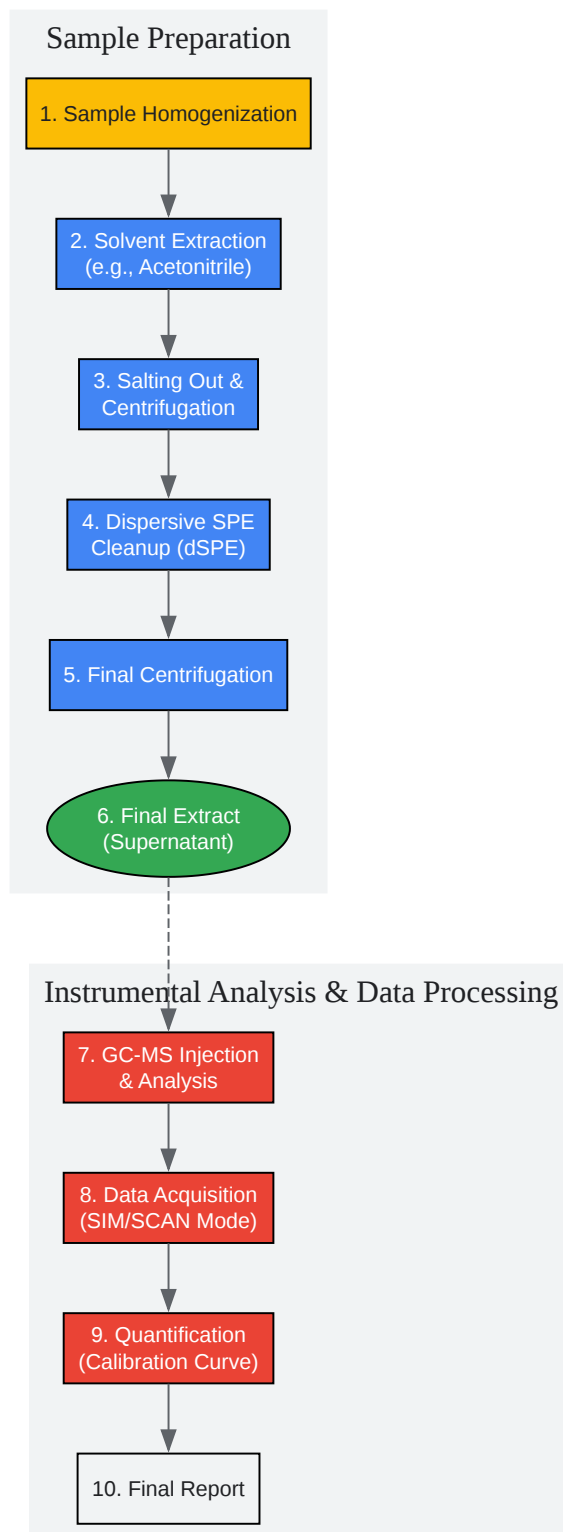 Sample Preparation
1. Sample Homogenization
2. Solvent Extraction
(e.g., Acetonitrile)
3. Salting Out &
Centrifugation
4. Dispersive SPE
Cleanup (dSPE)
5. Final Centrifugation
6. Final Extract
(Supernatant)
Instrumental Analysis & Data Processing
7. GC-MS Injection
& Analysis
8. Data Acquisition
(SIM/SCAN Mode)
9. Quantification
(Calibration Curve)
10. Final Report